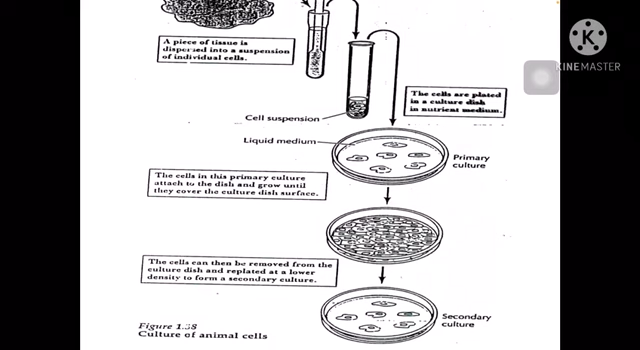 A piece of tissue is
dispersed into a suspension
of individual cells.
The cells are plated
in a culture dish
in nutrient medium.
Cell suspension
Liquid medium
Primary
culture
The cells in this primary culture
attach to the dish and grow until
they cover the culture dish surface.
The cells can then be removed from the
culture dish and replated at a lower
density to form a secondary culture.
Secondary
culture
Figure 1.38
Culture of animal cells
K
KINEMASTER